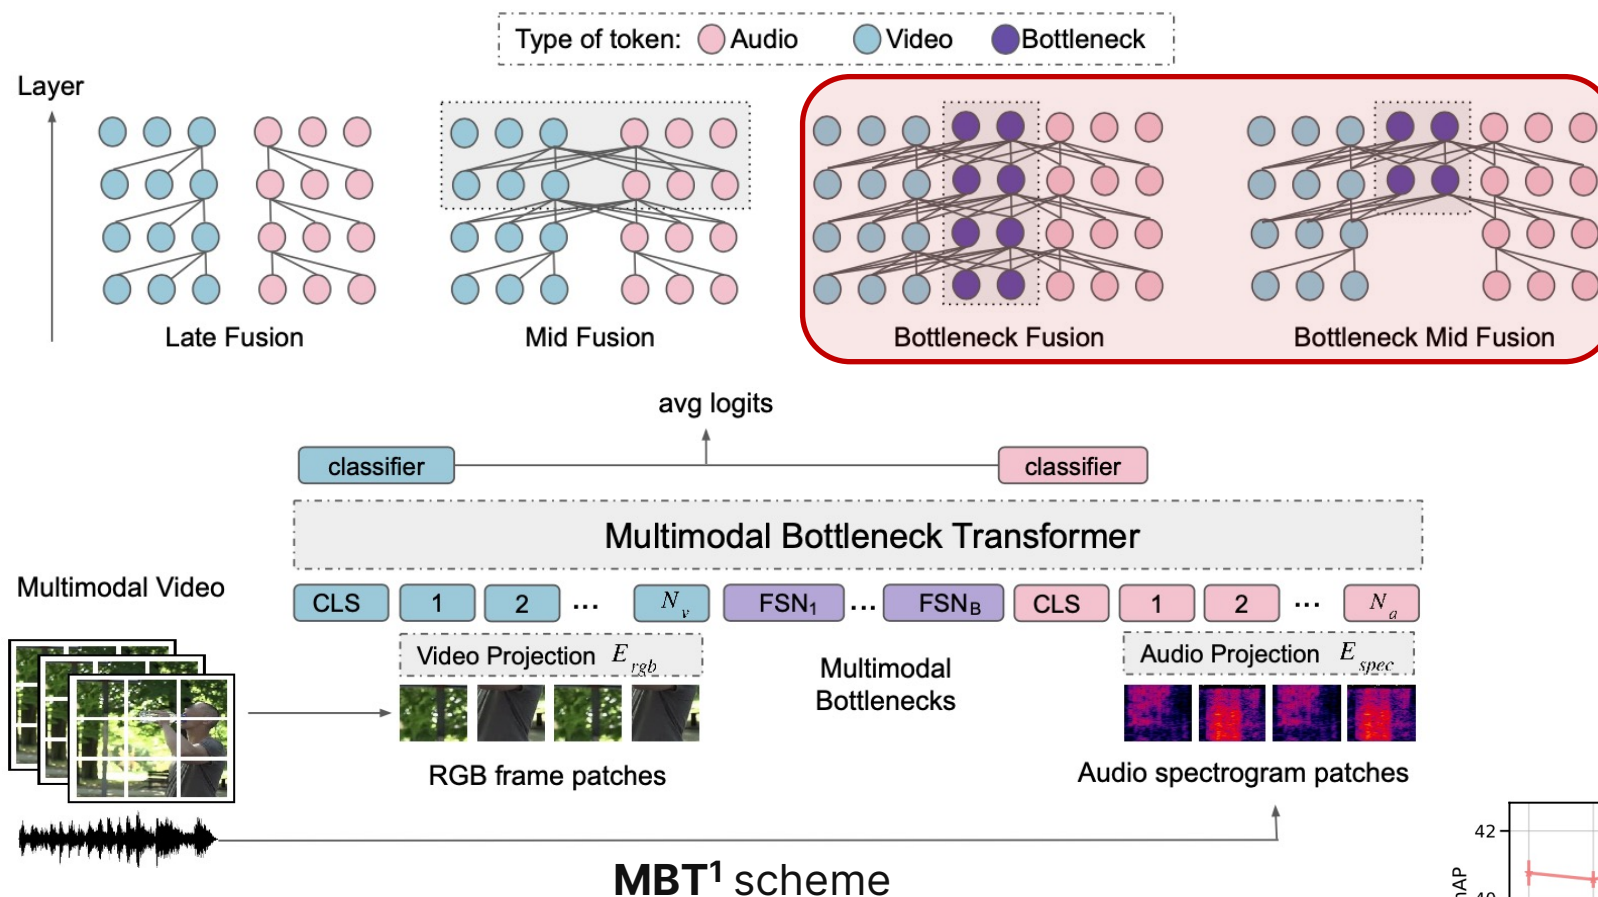 Type of token: Audio Video Bottleneck
Layer
Late Fusion Mid Fusion Bottleneck Fusion Bottleneck Mid Fusion
avg logits
classifier classifier
Multimodal Bottleneck Transformer
Multimodal Video
CLS 1 2 ... Nv FSN1 ... FSNB CLS 1 2 ... Na
Video Projection Ergb
Audio Projection Espec
Multimodal
Bottlenecks
RGB frame patches
Audio spectrogram patches
MBT1 scheme
42